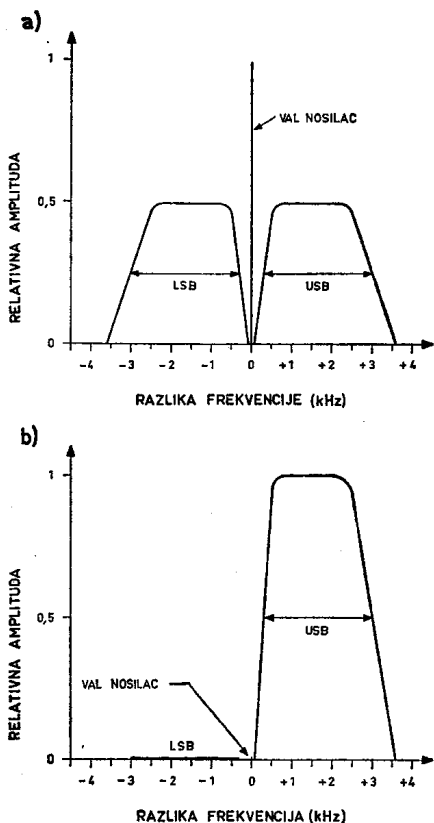 a)
RELATIVNA AMPLITUDA
1
0,5
0
VAL NOSILAC
LSB
USB
-4 -3 -2 -1 0 +1 +2 +3 +4
RAZLIKA FREKVENCIJE (kHz)
b)
RELATIVNA AMPLITUDA
1
0,5
0
USB
VAL NOSILAC
LSB
-4 -3 -2 -1 0 +1 +2 +3 +4
RAZLIKA FREKVENCIJA (kHz)